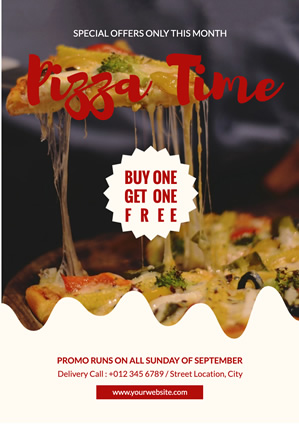 SPECIAL OFFERS ONLY THIS MONTH
Pizza Time
BUY ONE
GET ONE
FREE
PROMO RUNS ON ALL SUNDAY OF SEPTEMBER
Delivery Call : +012 345 6789 / Street Location, City
www.yourwebsite.com